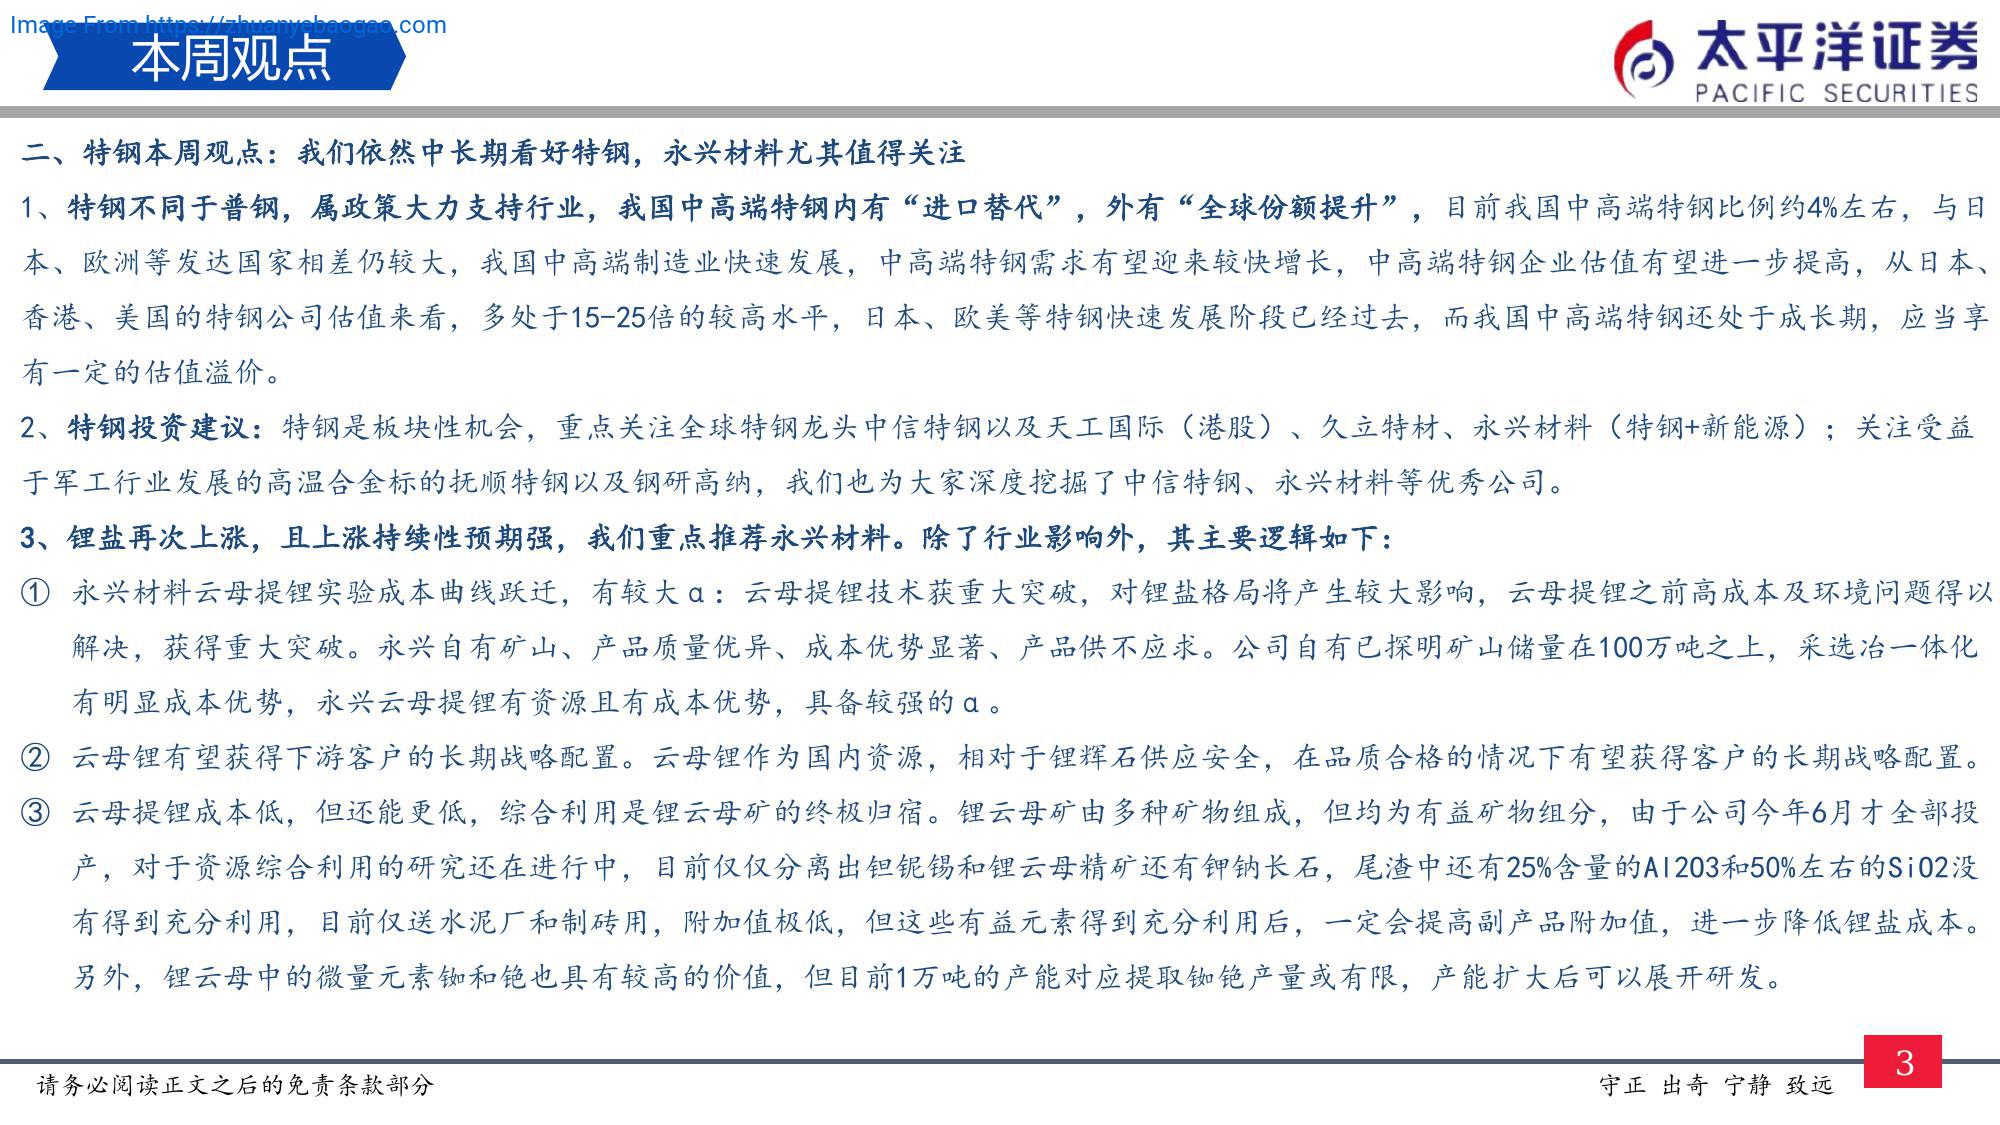 Image From https://zhuanyebaogao.com
本周观点
太平洋证券
PACIFIC SECURITIES
二、特钢本周观点：我们依然中长期看好特钢，永兴材料尤其值得关注
1、特钢不同于普钢，属政策大力支持行业，我国中高端特钢内有“进口替代”，外有“全球份额提升”，目前我国中高端特钢比例约4%左右，与日
本、欧洲等发达国家相差仍较大，我国中高端制造业快速发展，中高端特钢需求有望迎来较快增长，中高端特钢企业估值有望进一步提高，从日本、
香港、美国的特钢公司估值来看，多处于15-25倍的较高水平，日本、欧美等特钢快速发展阶段已经过去，而我国中高端特钢还处于成长期，应当享
有一定的估值溢价。
2、特钢投资建议：特钢是板块性机会，重点关注全球特钢龙头中信特钢以及天工国际（港股）、久立特材、永兴材料（特钢+新能源）；关注受益
于军工行业发展的高温合金标的抚顺特钢以及钢研高纳，我们也为大家深度挖掘了中信特钢、永兴材料等优秀公司。
3、锂盐再次上涨，且上涨持续性预期强，我们重点推荐永兴材料。除了行业影响外，其主要逻辑如下：
① 永兴材料云母提锂实验成本曲线跃迁，有较大α：云母提锂技术获重大突破，对锂盐格局将产生较大影响，云母提锂之前高成本及环境问题得以
解决，获得重大突破。永兴自有矿山、产品质量优异、成本优势显著、产品供不应求。公司自有已探明矿山储量在100万吨之上，采选冶一体化
有明显成本优势，永兴云母提锂有资源且有成本优势，具备较强的α。
② 云母锂有望获得下游客户的长期战略配置。云母锂作为国内资源，相对于锂辉石供应安全，在品质合格的情况下有望获得客户的长期战略配置。
③ 云母提锂成本低，但还能更低，综合利用是锂云母矿的终极归宿。锂云母矿由多种矿物组成，但均为有益矿物组分，由于公司今年6月才全部投
产，对于资源综合利用的研究还在进行中，目前仅仅分离出钽铌锡和锂云母精矿还有钾钠长石，尾渣中还有25%含量的Al2O3和50%左右的SiO2没
有得到充分利用，目前仅送水泥厂和制砖用，附加值极低，但这些有益元素得到充分利用后，一定会提高副产品附加值，进一步降低锂盐成本。
另外，锂云母中的微量元素铷和铯也具有较高的价值，但目前1万吨的产能对应提取铷铯产量或有限，产能扩大后可以展开研发。
请务必阅读正文之后的免责条款部分
守正 出奇 宁静 致远
3